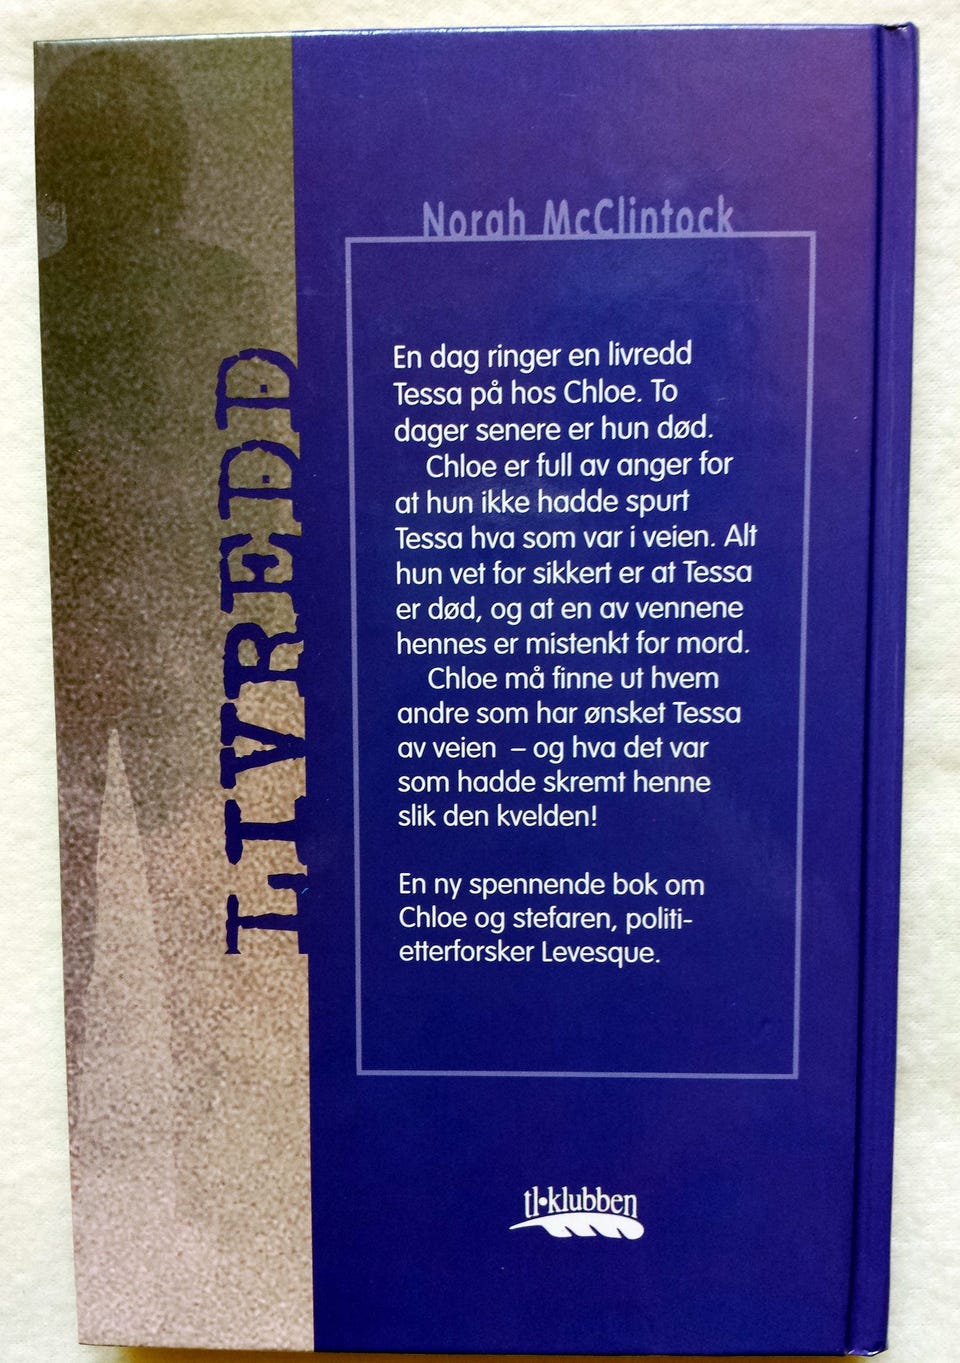 Norah McClintock
En dag ringer en livredd
Tessa på hos Chloe. To
dager senere er hun død.
Chloe er full av anger for
at hun ikke hadde spurt
Tessa hva som var i veien. Alt
hun vet for sikkert er at Tessa
er død, og at en av vennene
hennes er mistenkt for mord.
Chloe må finne ut hvem
andre som har ønsket Tessa
av veien – og hva det var
som hadde skremt henne
slik den kvelden!
En ny spennende bok om
Chloe og stefaren, politi-
etterforsker Levesque.
LIVREDD
tl•klubben